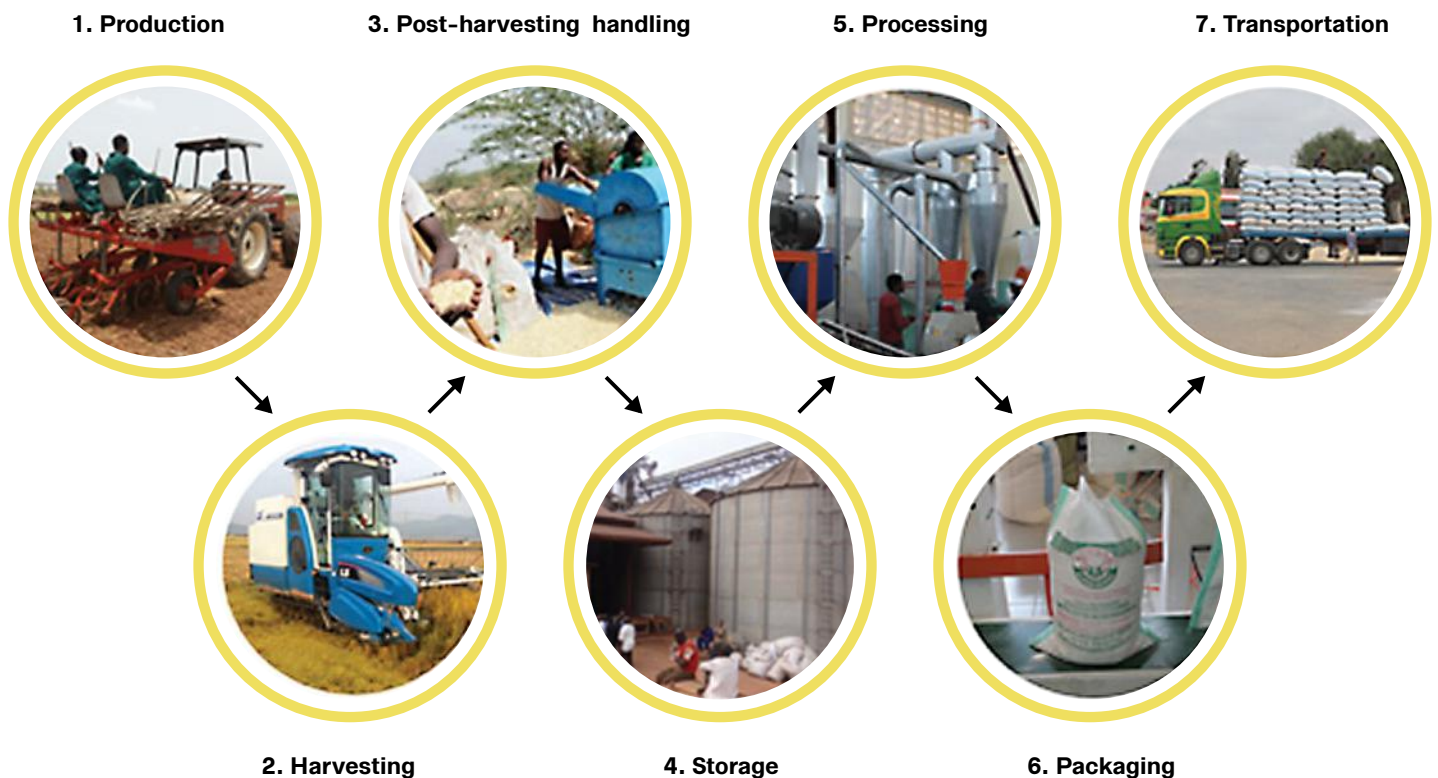 1. Production
3. Post-harvesting handling
5. Processing
7. Transportation
2. Harvesting
4. Storage
6. Packaging